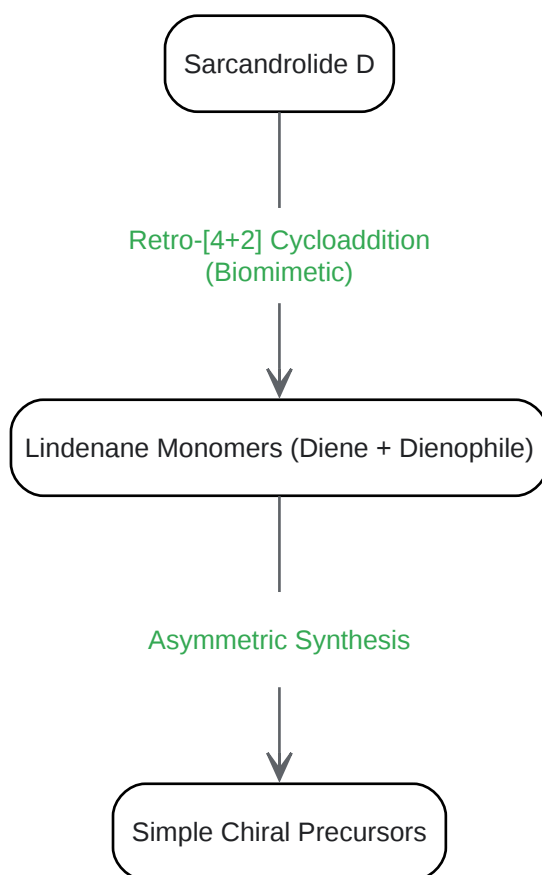 Sarcandrolide D
Retro-[4+2] Cycloaddition
(Biomimetic)
Lindenane Monomers (Diene + Dienophile)
Asymmetric Synthesis
Simple Chiral Precursors